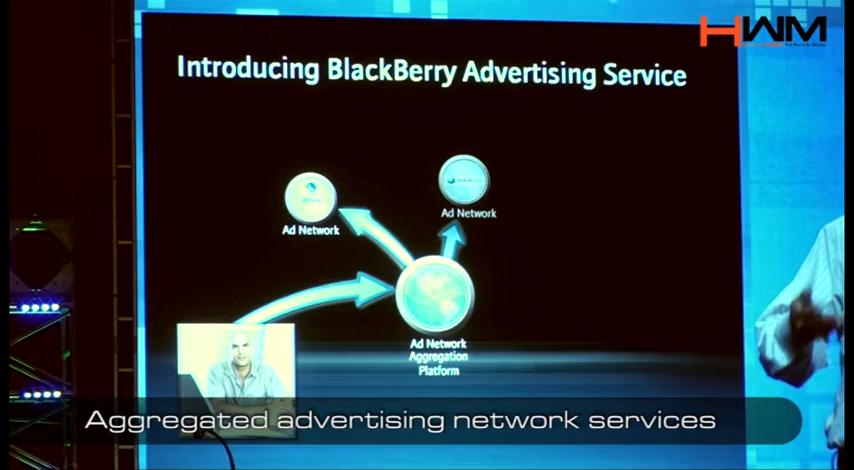 HWM
Introducing BlackBerry Advertising Service
Ad Network
Ad Network
Ad Network
Aggregation
Platform
Aggregated advertising network services